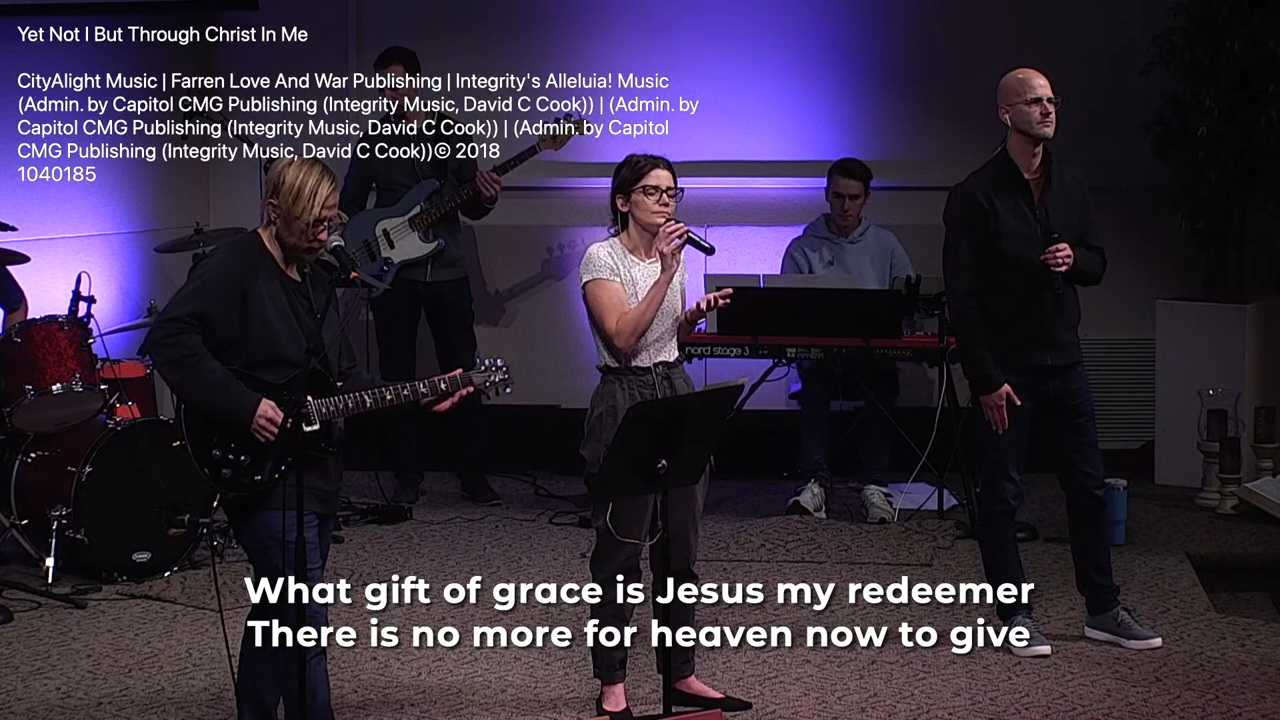 Yet Not I But Through Christ In Me
CityAlight Music | Farren Love And War Publishing | Integrity's Alleluia! Music
(Admin. by Capitol CMG Publishing (Integrity Music, David C Cook)) | (Admin. by
Capitol CMG Publishing (Integrity Music, David C Cook)) | (Admin. by Capitol
CMG Publishing (Integrity Music, David C Cook))© 2018
1040185
nord stage 3
What gift of grace is Jesus my redeemer
There is no more for heaven now to give